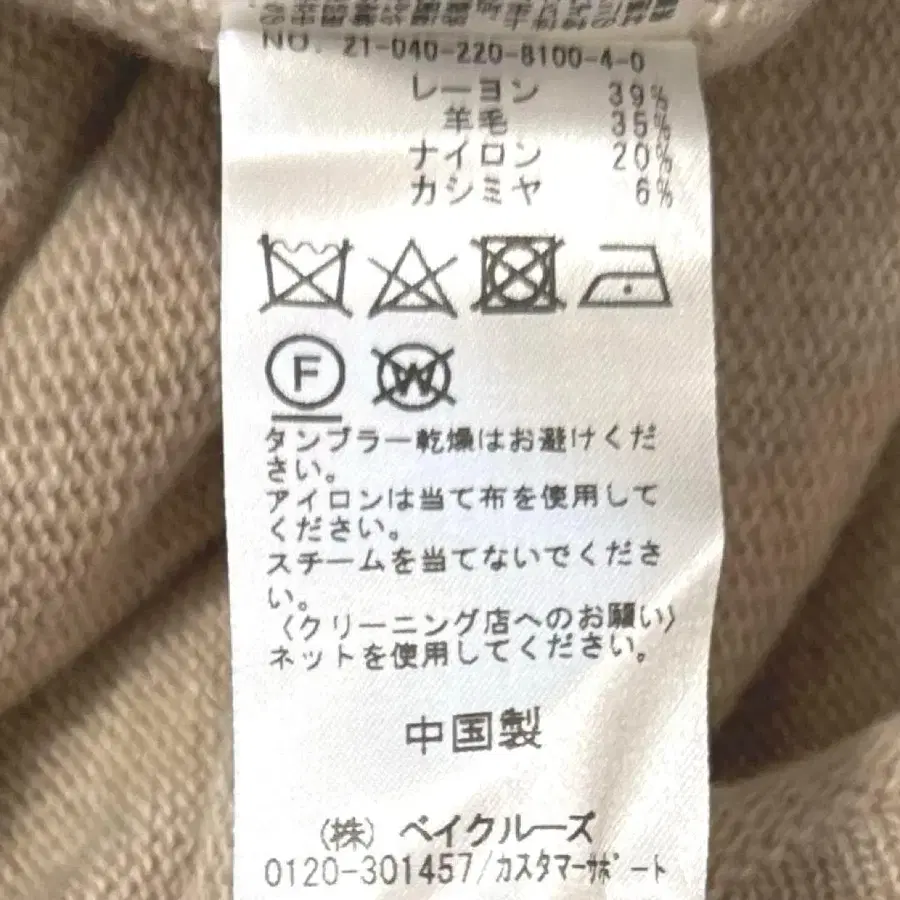 NO. 21-040-220-8100-4-0
レーヨン 39%
羊毛 35%
ナイロン 20%
カシミヤ 6%
F W
タンブラー乾燥はお避けくだ
さい。
アイロンは当て布を使用して
ください。
スチームを当てないでくださ
い。
〈クリーニング店へのお願い〉
ネットを使用してください。
中国製
(株) ベイクルーズ
0120-301457/カスタマーサポート